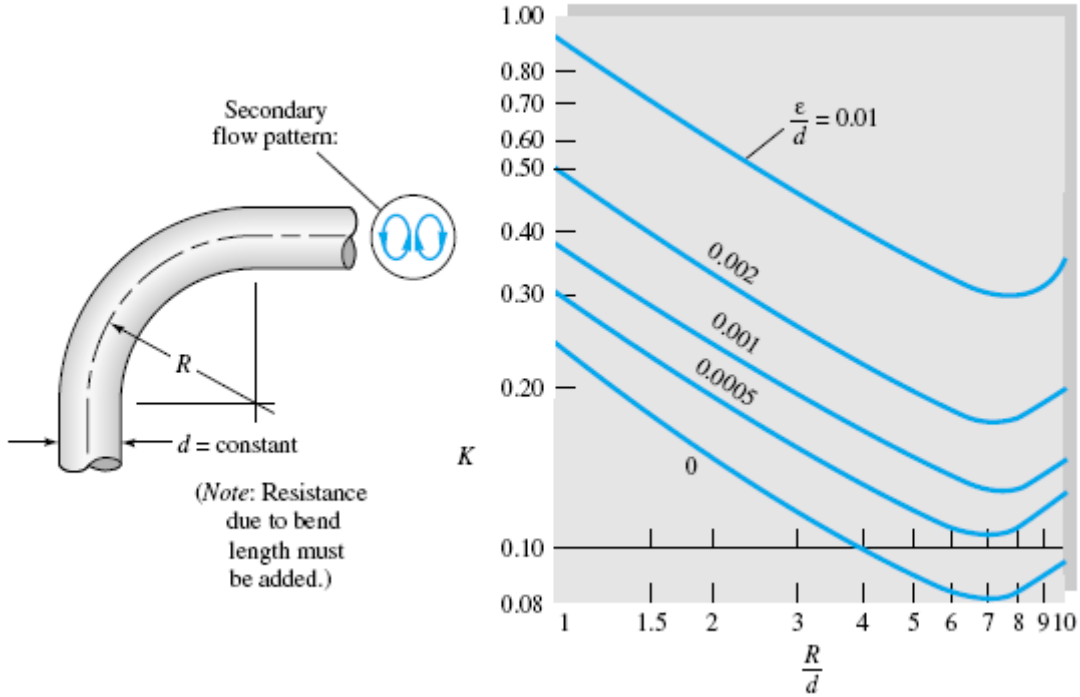 Secondary
flow pattern:
R
d = constant
(Note: Resistance
due to bend
length must
be added.)
K
1.00
0.80
0.70
0.60
0.50
0.40
0.30
0.20
0.10
0.08
ε/d = 0.01
0.002
0.001
0.0005
0
1 1.5 2 3 4 5 6 7 8 9 10
R/d